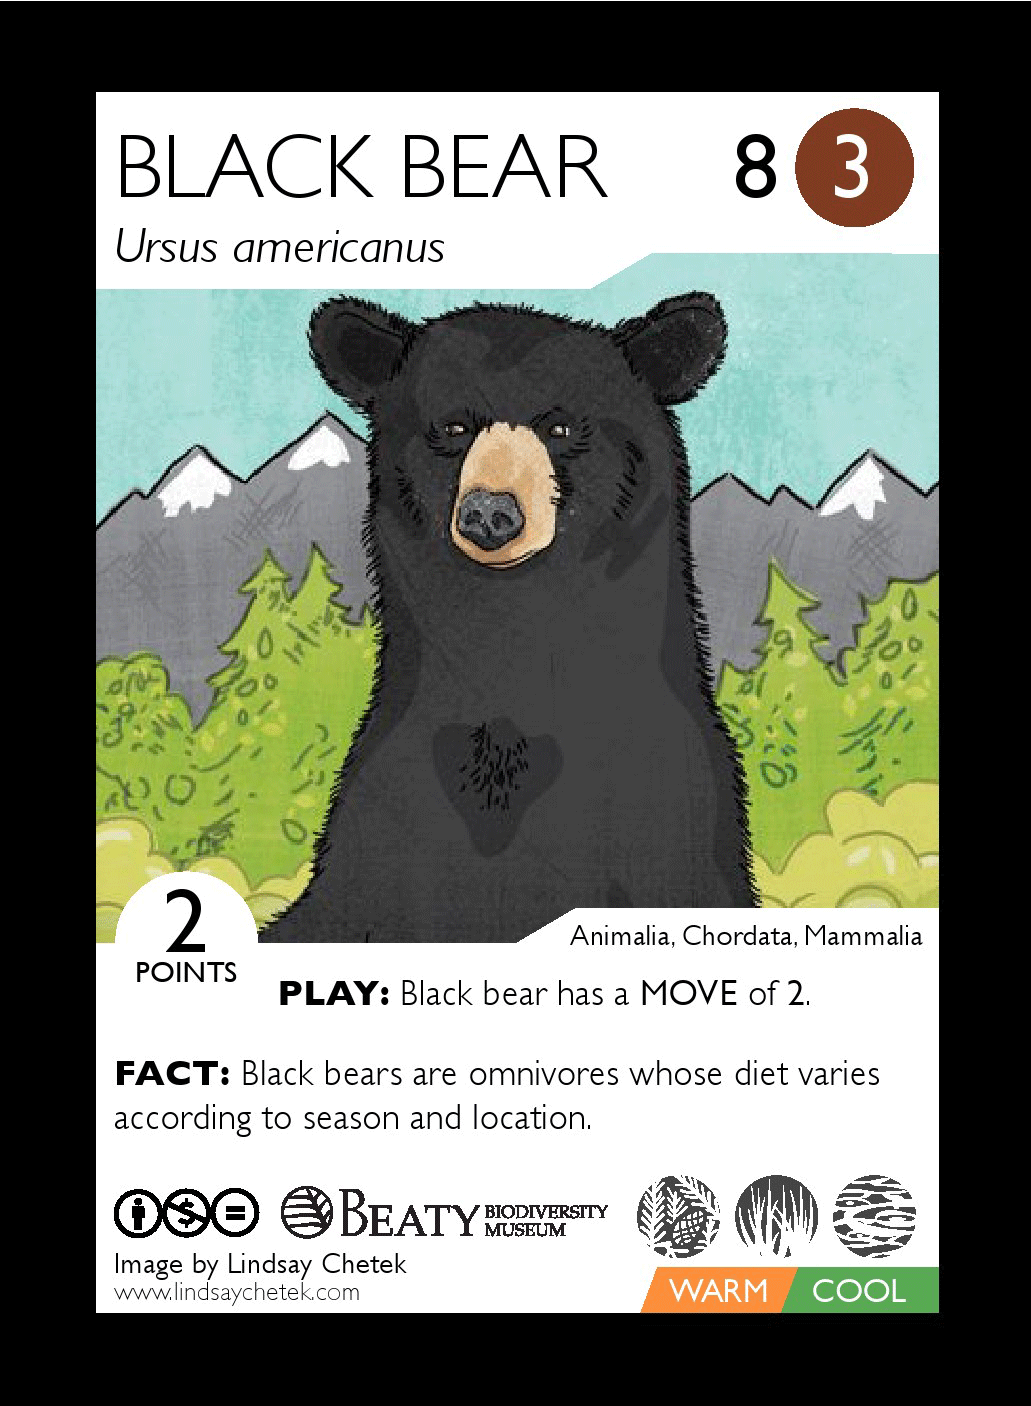 BLACK BEAR 8 3
Ursus americanus
2
POINTS
Animalia, Chordata, Mammalia
PLAY: Black bear has a MOVE of 2.
FACT: Black bears are omnivores whose diet varies
according to season and location.
BEATY BIODIVERSITY
MUSEUM
Image by Lindsay Chetek
www.lindsaychetek.com
WARM COOL